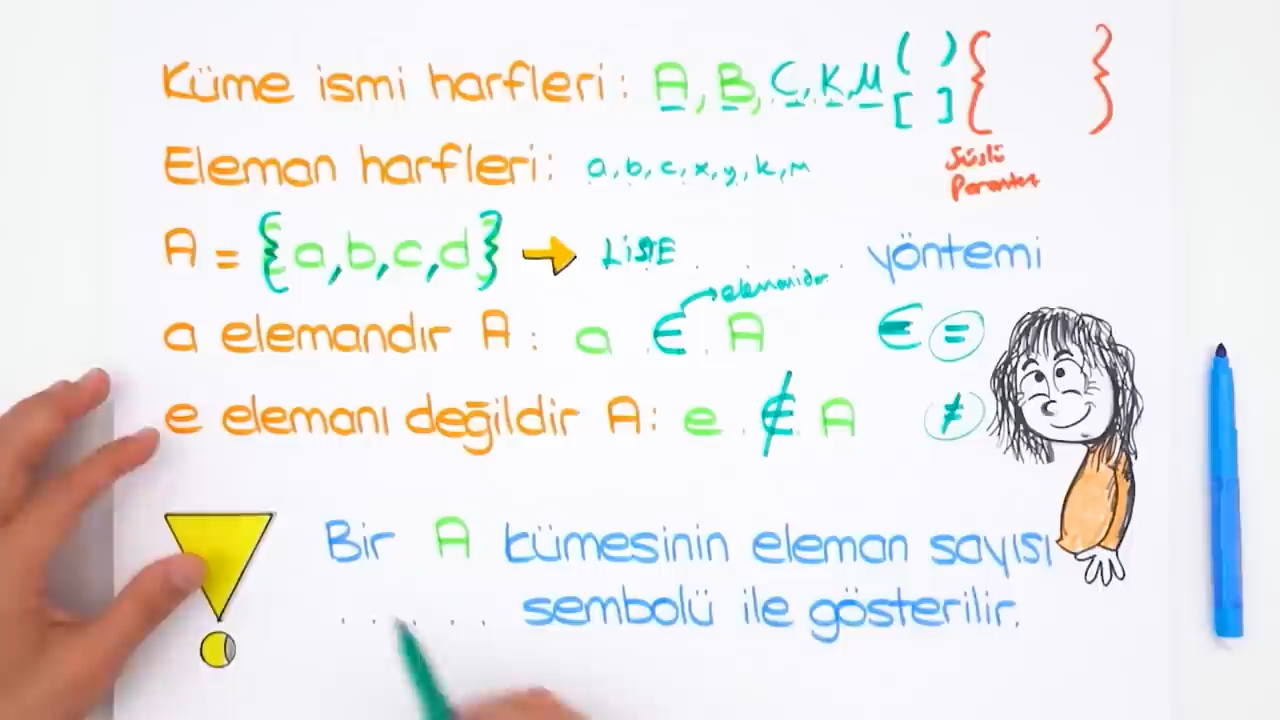 Küme ismi harfleri: A, B, C, K, M ( ) [ ] { }
Eleman harfleri: a, b, c, x, y, k, m
Süslü
Parantez
A = {a, b, c, d} → LİSTE yöntemi
elemanıdır
a elemandır A: a ∈ A ∈ =
e elemanı değildir A: e ∉ A ≠
Bir A kümesinin eleman sayısı
...... sembolü ile gösterilir.